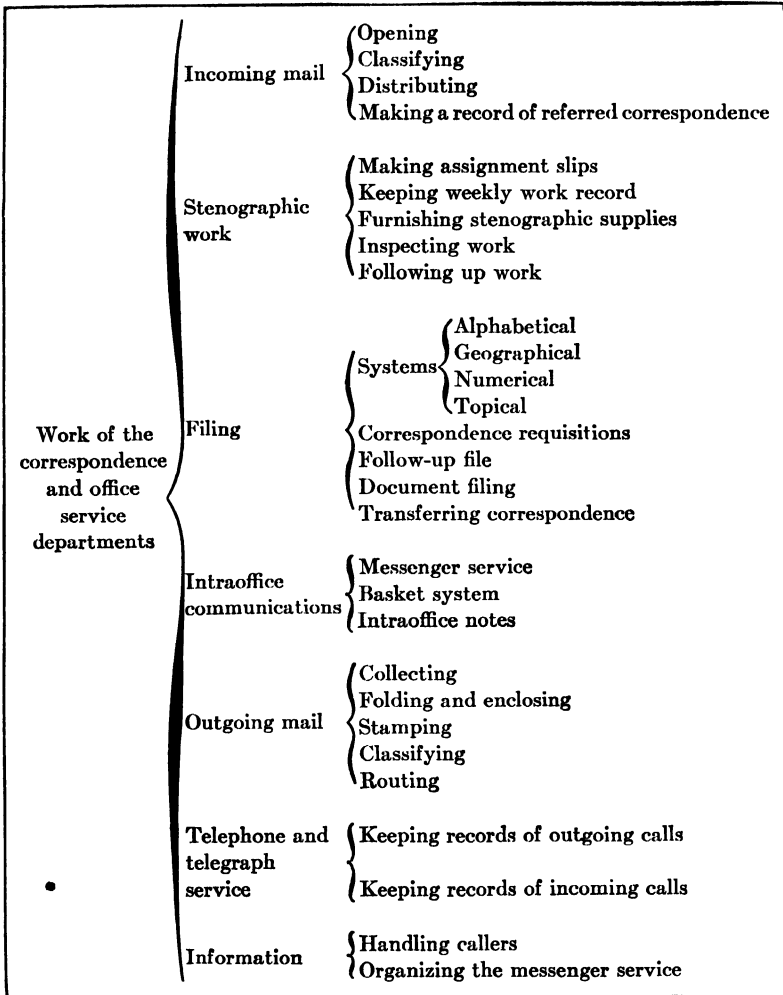 Work of the
correspondence
and office
service
departments
Incoming mail
Opening
Classifying
Distributing
Making a record of referred correspondence
Stenographic
work
Making assignment slips
Keeping weekly work record
Furnishing stenographic supplies
Inspecting work
Following up work
Filing
Systems
Alphabetical
Geographical
Numerical
Topical
Correspondence requisitions
Follow-up file
Document filing
Transferring correspondence
Intraoffice
communications
Messenger service
Basket system
Intraoffice notes
Outgoing mail
Collecting
Folding and enclosing
Stamping
Classifying
Routing
Telephone and
telegraph
service
Keeping records of outgoing calls
Keeping records of incoming calls
Information
Handling callers
Organizing the messenger service